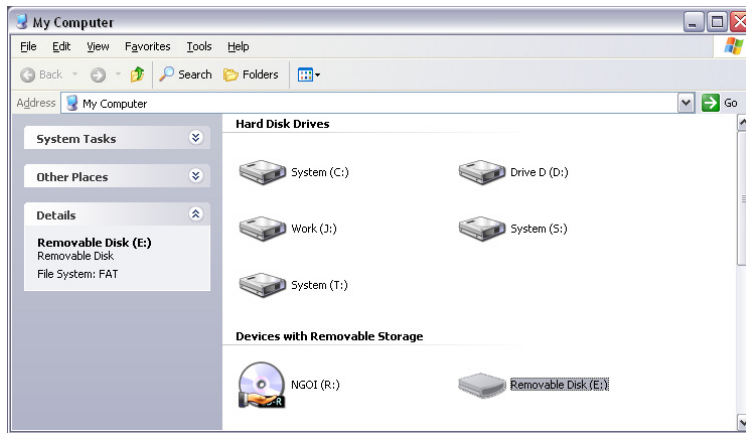 My Computer
File Edit View Favorites Tools Help
Back Search Folders
Address My Computer Go
System Tasks
Other Places
Details
Removable Disk (E:)
Removable Disk
File System: FAT
Hard Disk Drives
System (C:) Drive D (D:)
Work (J:) System (S:)
System (T:)
Devices with Removable Storage
NGOI (R:) Removable Disk (E:)